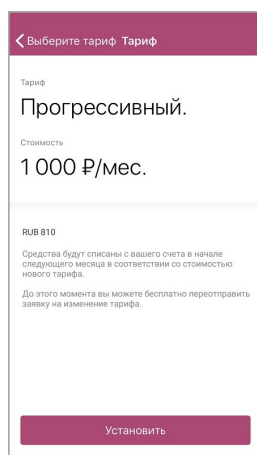 Выберите тариф Тариф
Тариф
Прогрессивный.
Стоимость
1 000 ₽/мес.
RUB 810
Средства будут списаны с вашего счета в начале
следующего месяца в соответствии со стоимостью
нового тарифа.
До этого момента вы можете бесплатно переотправить
заявку на изменение тарифа.
Установить